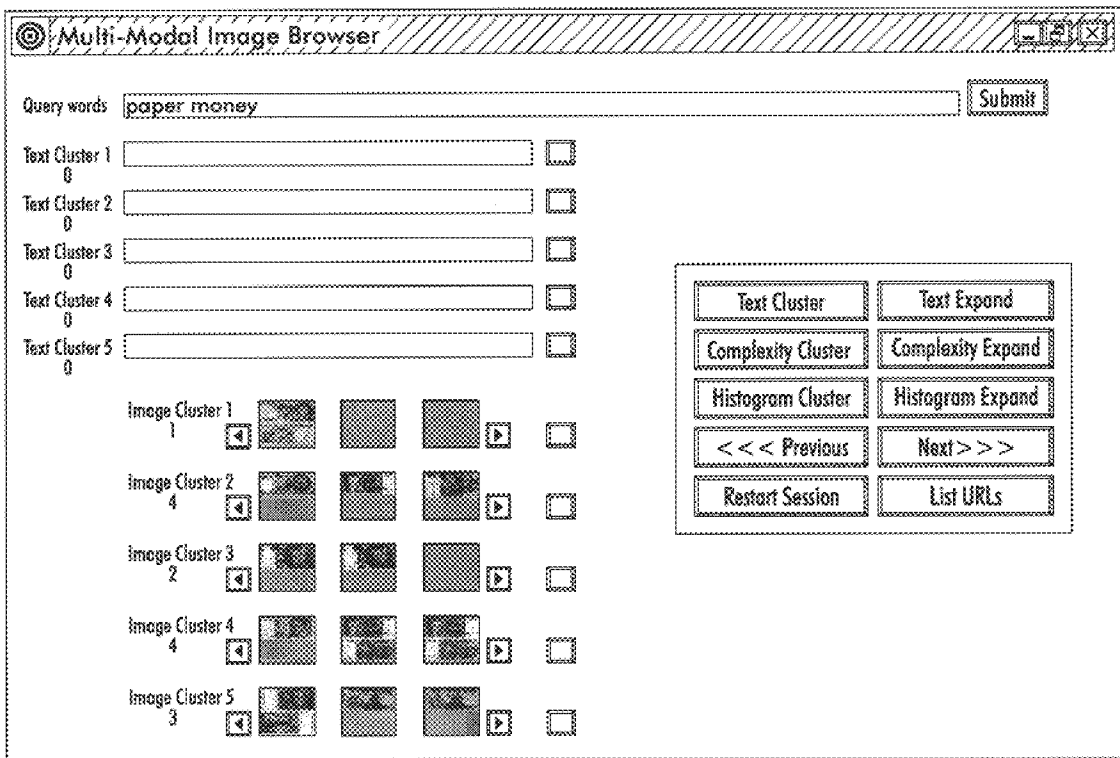 Multi-Modal Image Browser
Query words paper money Submit
Text Cluster 1
0
Text Cluster 2
0
Text Cluster 3
0
Text Cluster 4
0
Text Cluster 5
0
Text Cluster Text Expand
Complexity Cluster Complexity Expand
Histogram Cluster Histogram Expand
<<< Previous Next>>>
Restart Session List URLs
Image Cluster 1
1
Image Cluster 2
4
Image Cluster 3
2
Image Cluster 4
4
Image Cluster 5
3